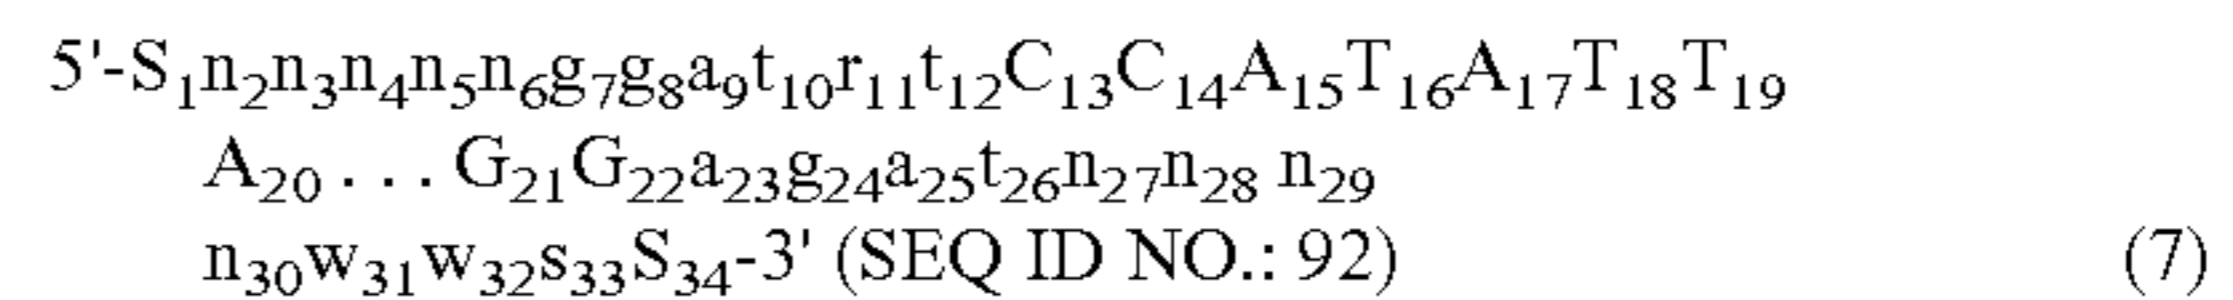 5'-S₁n₂n₃n₄n₅n₆g₇g₈a₉t₁₀r₁₁t₁₂C₁₃C₁₄A₁₅T₁₆A₁₇T₁₈T₁₉
A₂₀ . . . G₂₁G₂₂a₂₃g₂₄a₂₅t₂₆n₂₇n₂₈ n₂₉
n₃₀w₃₁w₃₂s₃₃S₃₄-3' (SEQ ID NO.: 92) (7)